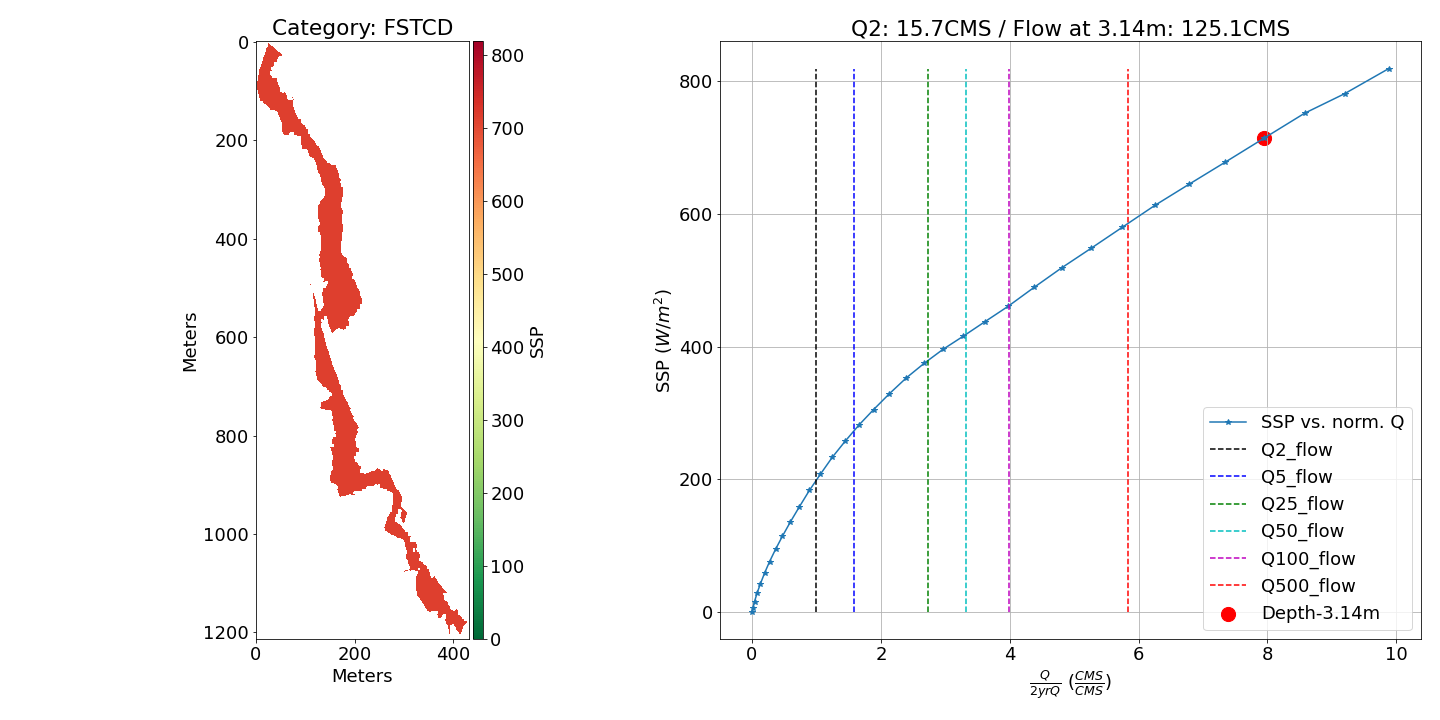 Category: FSTCD
0
200
400
600
800
1000
1200
Meters
0
200
400
Meters
800
700
600
500
400
300
200
100
0
SSP
Q2: 15.7CMS / Flow at 3.14m: 125.1CMS
800
600
400
200
0
SSP (W/m²)
0 2 4 6 8 10
Q/2yrQ (CMS/CMS)
SSP vs. norm. Q
Q2_flow
Q5_flow
Q25_flow
Q50_flow
Q100_flow
Q500_flow
Depth-3.14m